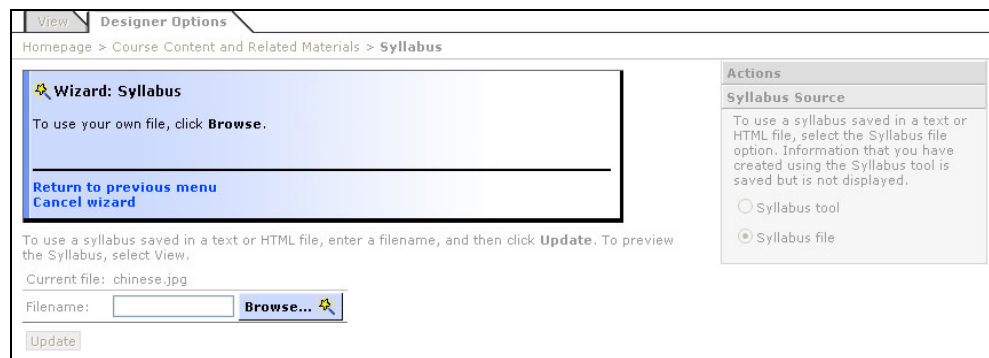 View
Designer Options
Homepage > Course Content and Related Materials > Syllabus
Wizard: Syllabus
To use your own file, click Browse.
Return to previous menu
Cancel wizard
To use a syllabus saved in a text or HTML file, enter a filename, and then click Update. To preview
the Syllabus, select View.
Current file: chinese.jpg
Filename:
Browse...
Update
Actions
Syllabus Source
To use a syllabus saved in a text or
HTML file, select the Syllabus file
option. Information that you have
created using the Syllabus tool is
saved but is not displayed.
Syllabus tool
Syllabus file